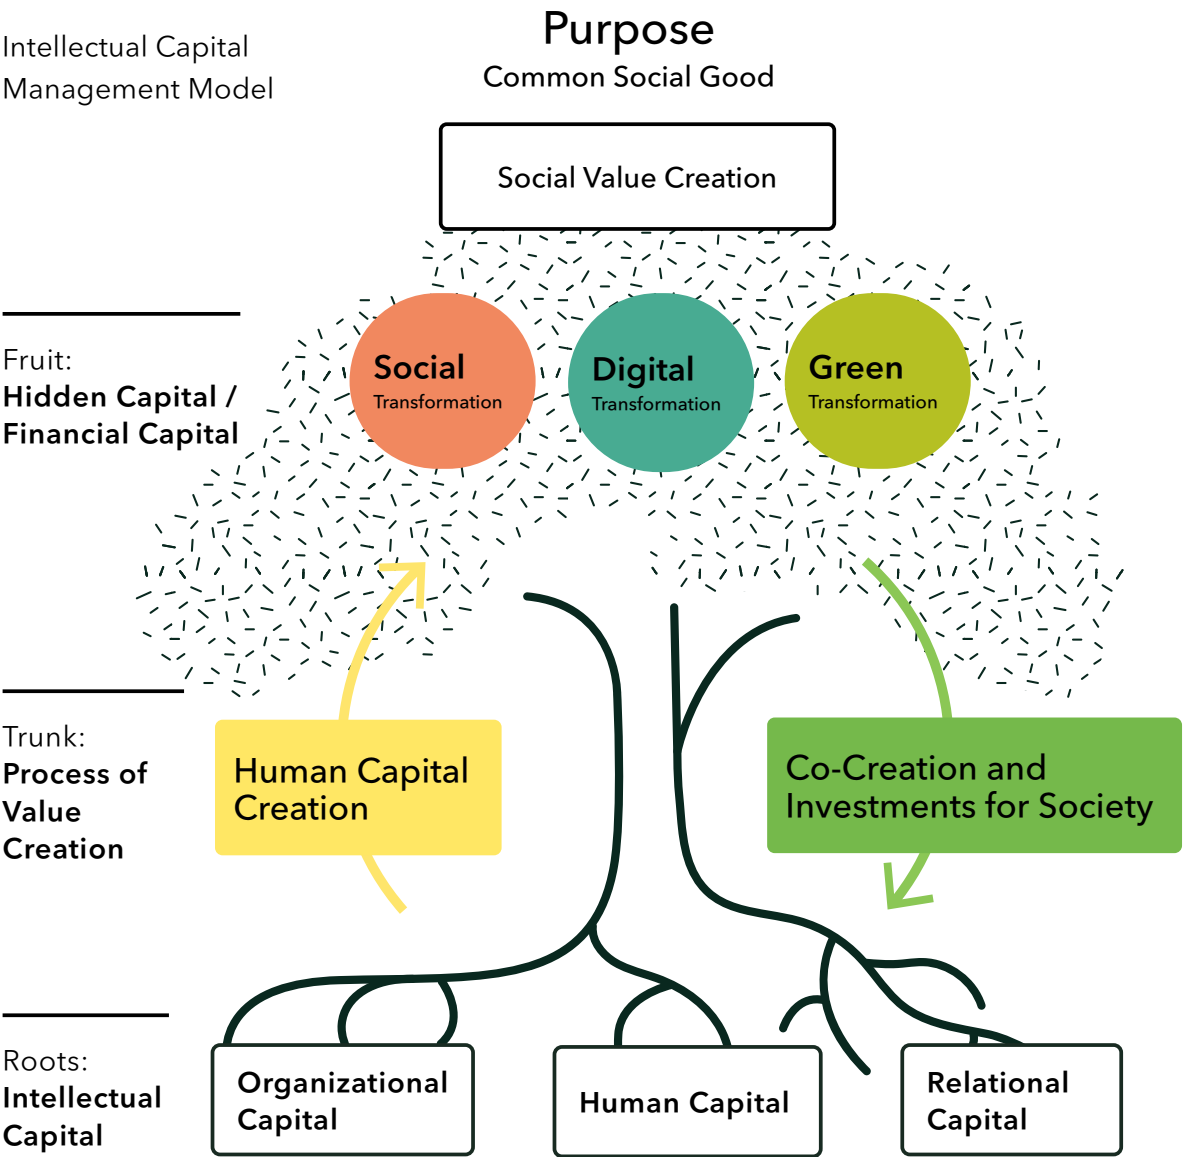 Intellectual Capital
Management Model
Purpose
Common Social Good
Social Value Creation
Fruit:
Hidden Capital /
Financial Capital
Social
Transformation
Digital
Transformation
Green
Transformation
Trunk:
Process of
Value
Creation
Human Capital
Creation
Co-Creation and
Investments for Society
Roots:
Intellectual
Capital
Organizational
Capital
Human Capital
Relational
Capital